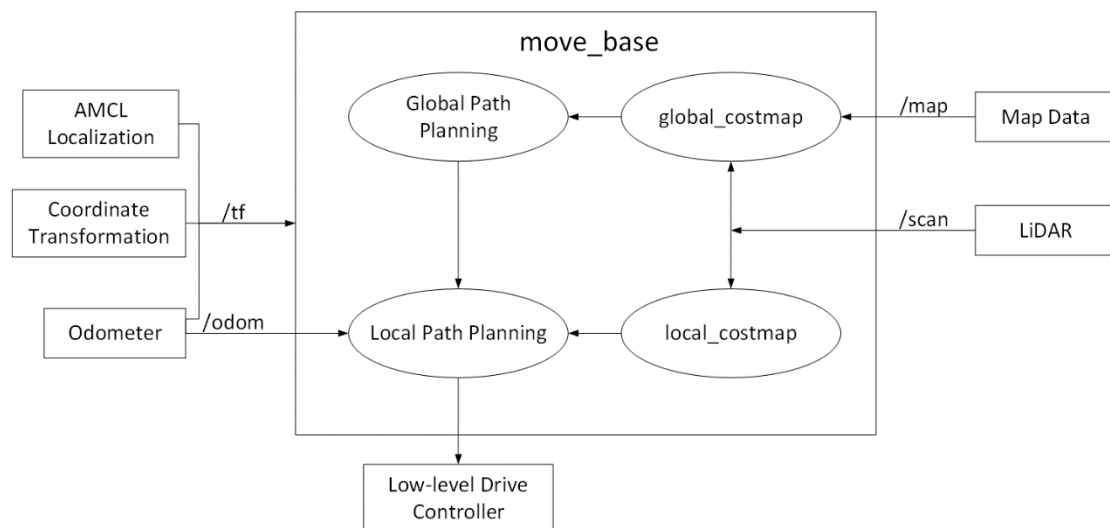 move_base
AMCL
Localization
Global Path
Planning
global_costmap
/map
Map Data
Coordinate
Transformation
/tf
/scan
LiDAR
Odometer
/odom
Local Path Planning
local_costmap
Low-level Drive
Controller